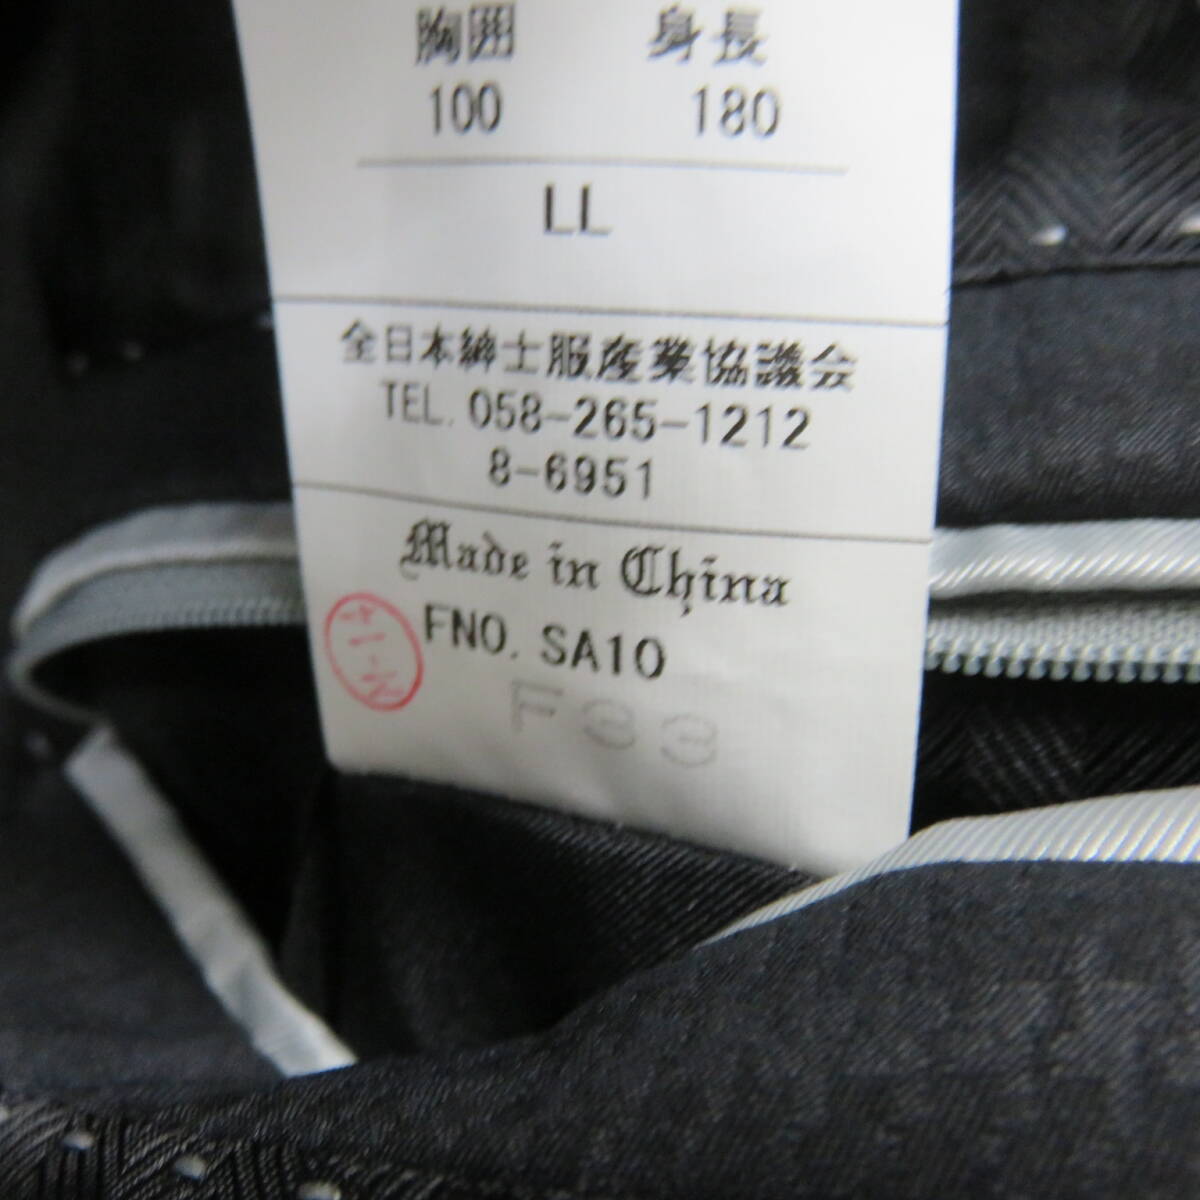 胸囲 身長
100 180
LL
全日本紳士服産業協議会
TEL. 058-265-1212
8-6951
Made in China
FNO. SA10
F33